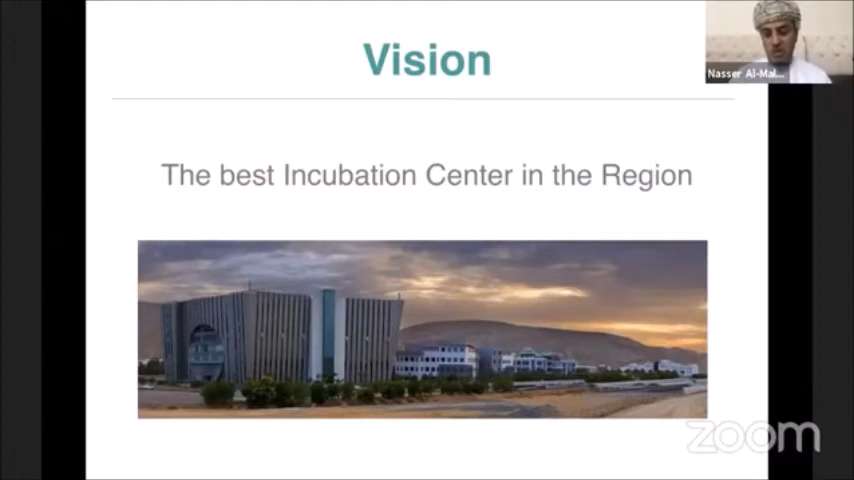 Vision
Nasser Al-Mal...
The best Incubation Center in the Region
zoom